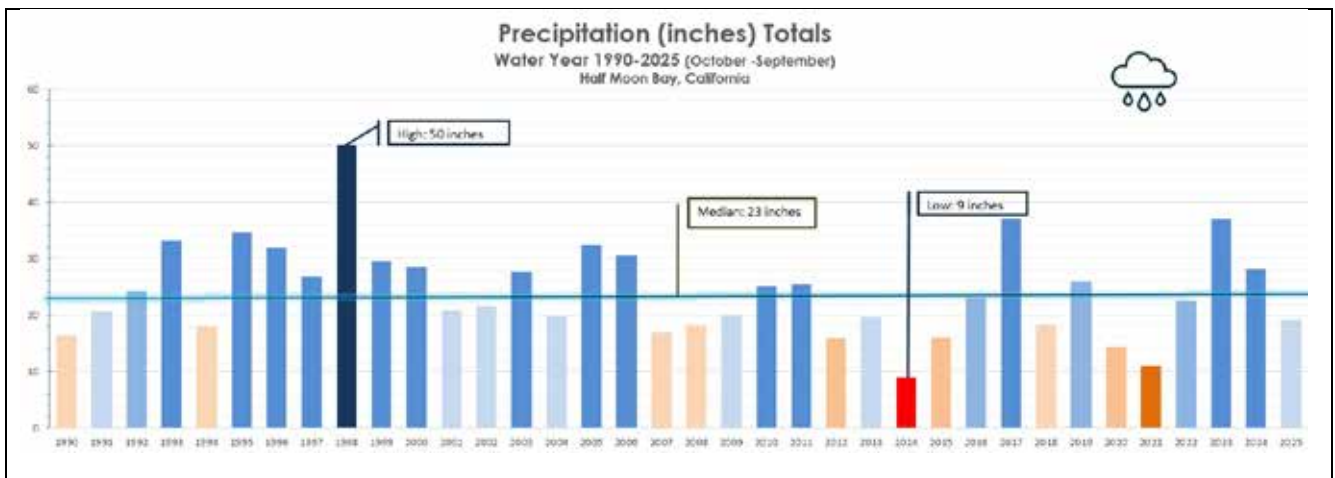 Precipitation (inches) Totals
Water Year 1990-2025 (October -September)
Half Moon Bay, California
60
50
40
30
20
10
0
High: 50 inches
Median: 23 inches
Low: 9 inches
1990 1991 1992 1993 1994 1995 1996 1997 1998 1999 2000 2001 2002 2003 2004 2005 2006 2007 2008 2009 2010 2011 2012 2013 2014 2015 2016 2017 2018 2019 2020 2021 2022 2023 2024 2025